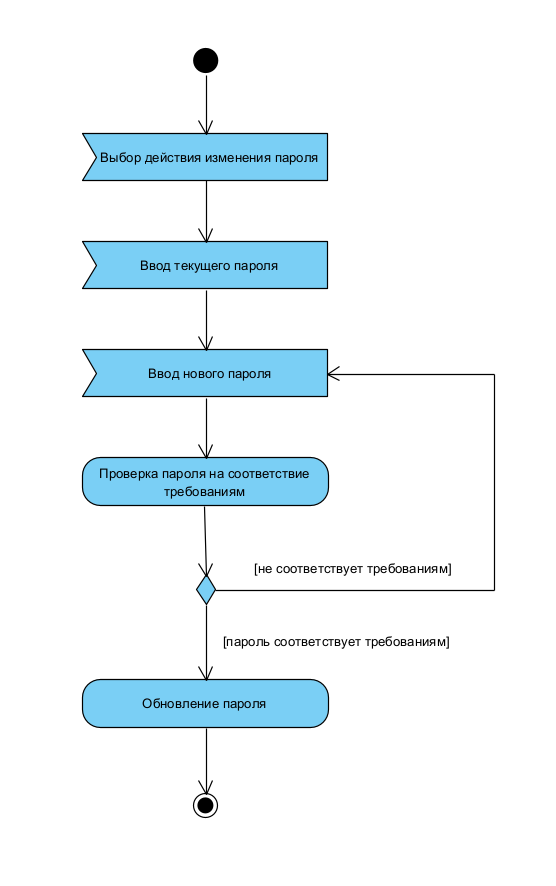 Выбор действия изменения пароля
Ввод текущего пароля
Ввод нового пароля
Проверка пароля на соответствие
требованиям
[не соответствует требованиям]
[пароль соответствует требованиям]
Обновление пароля